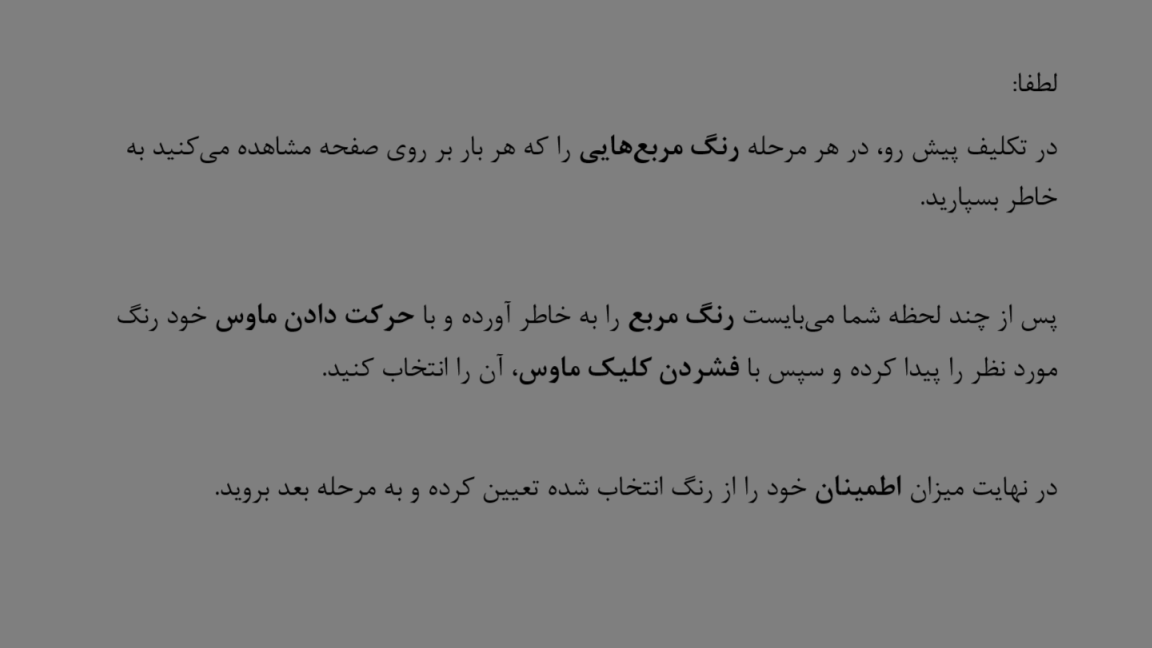 لطفا:
در تکلیف پیش رو، در هر مرحله رنگ مربع‌هایی را که هر بار بر روی صفحه مشاهده می‌کنید به
خاطر بسپارید.
پس از چند لحظه شما می‌بایست رنگ مربع را به خاطر آورده و با حرکت دادن ماوس خود رنگ
مورد نظر را پیدا کرده و سپس با فشردن کلیک ماوس، آن را انتخاب کنید.
در نهایت میزان اطمینان خود را از رنگ انتخاب شده تعیین کرده و به مرحله بعد بروید.